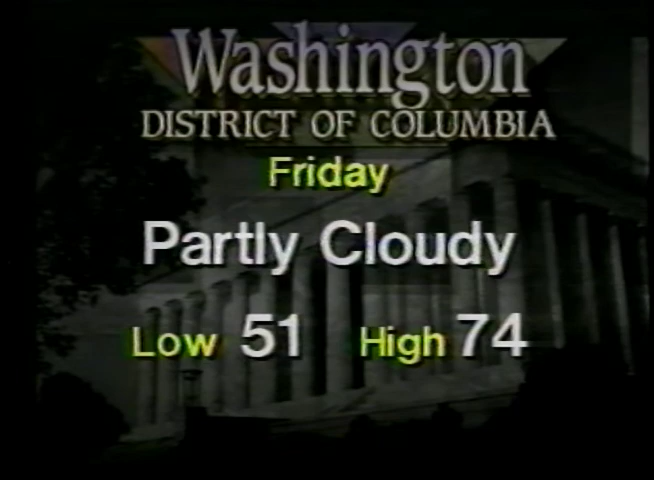 Washington
DISTRICT OF COLUMBIA
Friday
Partly Cloudy
Low 51 High 74